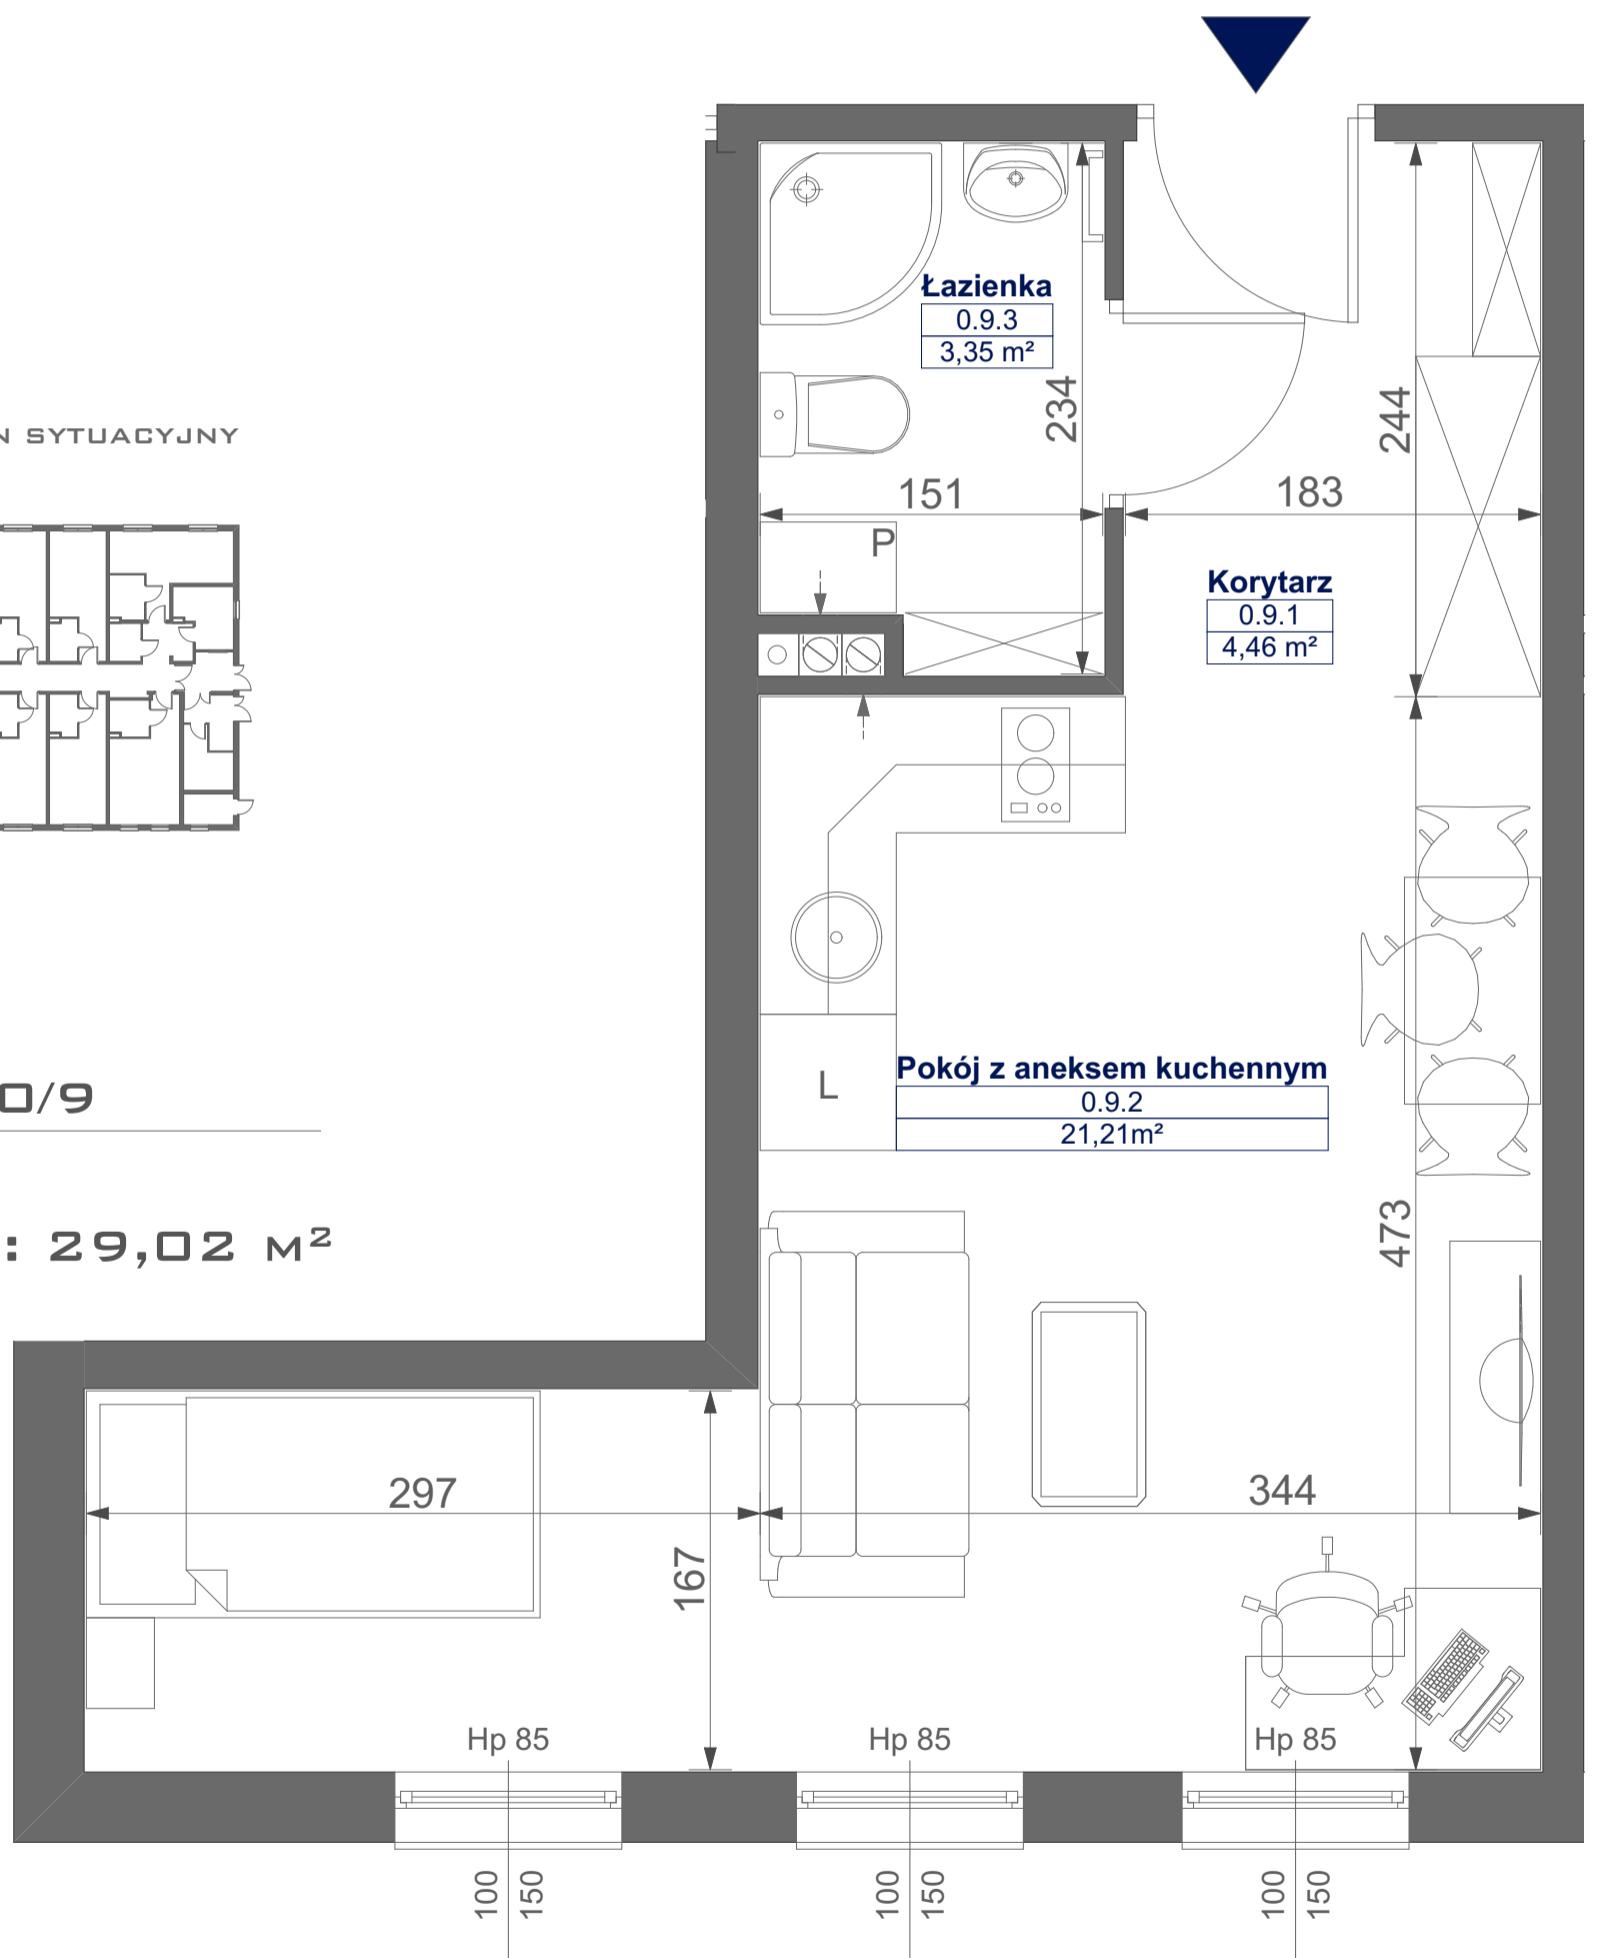 N SYTUACYJNY
0/9
: 29,02 M²
Łazienka
0.9.3
3,35 m²
234
244
151
183
P
Korytarz
0.9.1
4,46 m²
Pokój z aneksem kuchennym
0.9.2
21,21m²
L
473
297
344
167
Hp 85
Hp 85
Hp 85
100
150
100
150
100
150